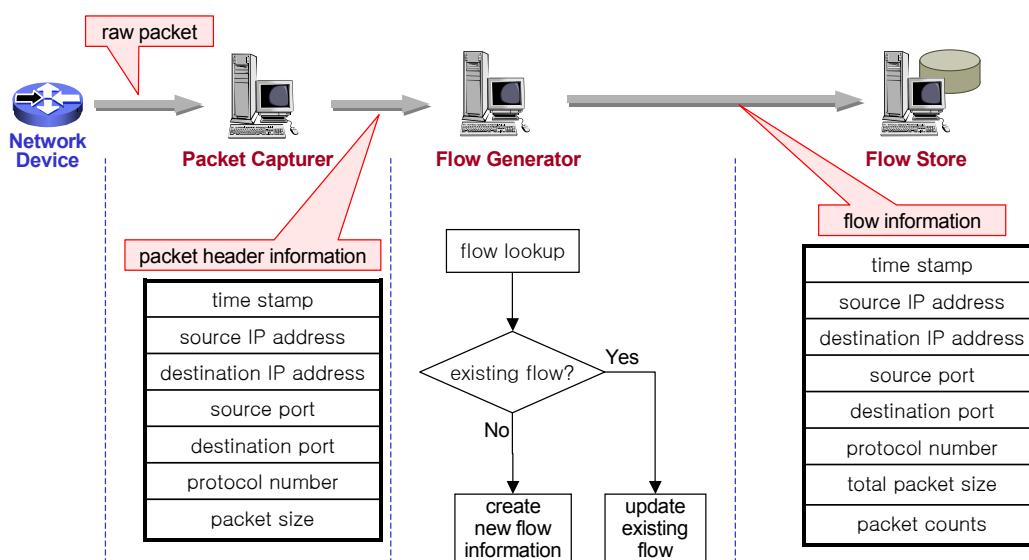 raw packet
Network
Device
Packet Capturer
Flow Generator
Flow Store
packet header information
time stamp
source IP address
destination IP address
source port
destination port
protocol number
packet size
flow lookup
existing flow?
Yes
No
create
new flow
information
update
existing
flow
flow information
time stamp
source IP address
destination IP address
source port
destination port
protocol number
total packet size
packet counts